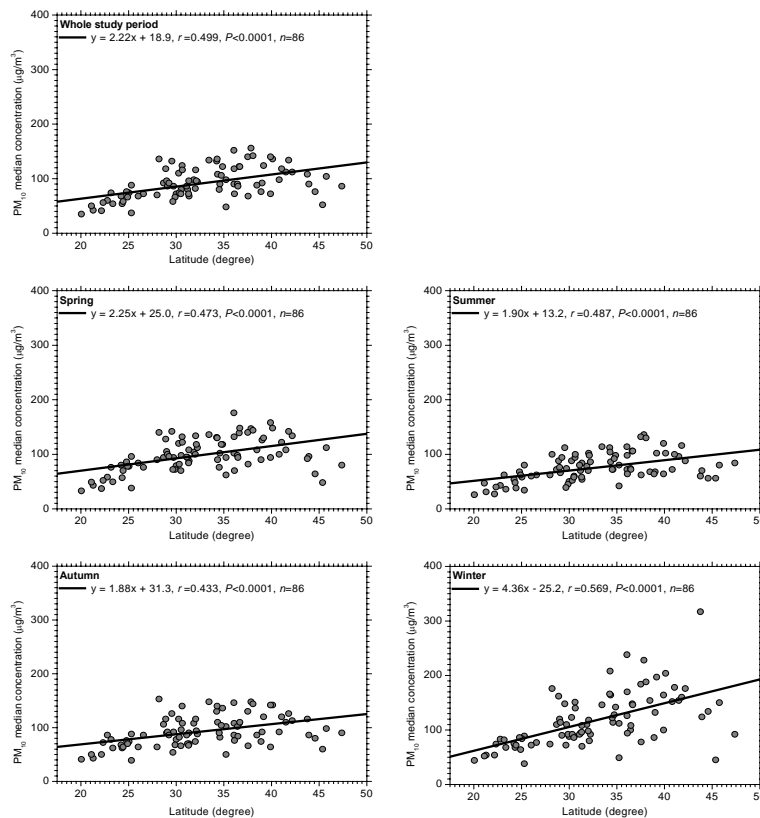 Whole study period
y = 2.22x + 18.9, r =0.499, P<0.0001, n=86
400
300
200
100
0
PM10 median concentration (μg/m³)
20 25 30 35 40 45 50
Latitude (degree)
Spring
y = 2.25x + 25.0, r =0.473, P<0.0001, n=86
400
300
200
100
0
PM10 median concentration (μg/m³)
20 25 30 35 40 45 50
Latitude (degree)
Summer
y = 1.90x + 13.2, r =0.487, P<0.0001, n=86
400
300
200
100
0
PM10 median concentration (μg/m³)
20 25 30 35 40 45 50
Latitude (degree)
Autumn
y = 1.88x + 31.3, r =0.433, P<0.0001, n=86
400
300
200
100
0
PM10 median concentration (μg/m³)
20 25 30 35 40 45 50
Latitude (degree)
Winter
y = 4.36x - 25.2, r =0.569, P<0.0001, n=86
400
300
200
100
0
PM10 median concentration (μg/m³)
20 25 30 35 40 45 50
Latitude (degree)